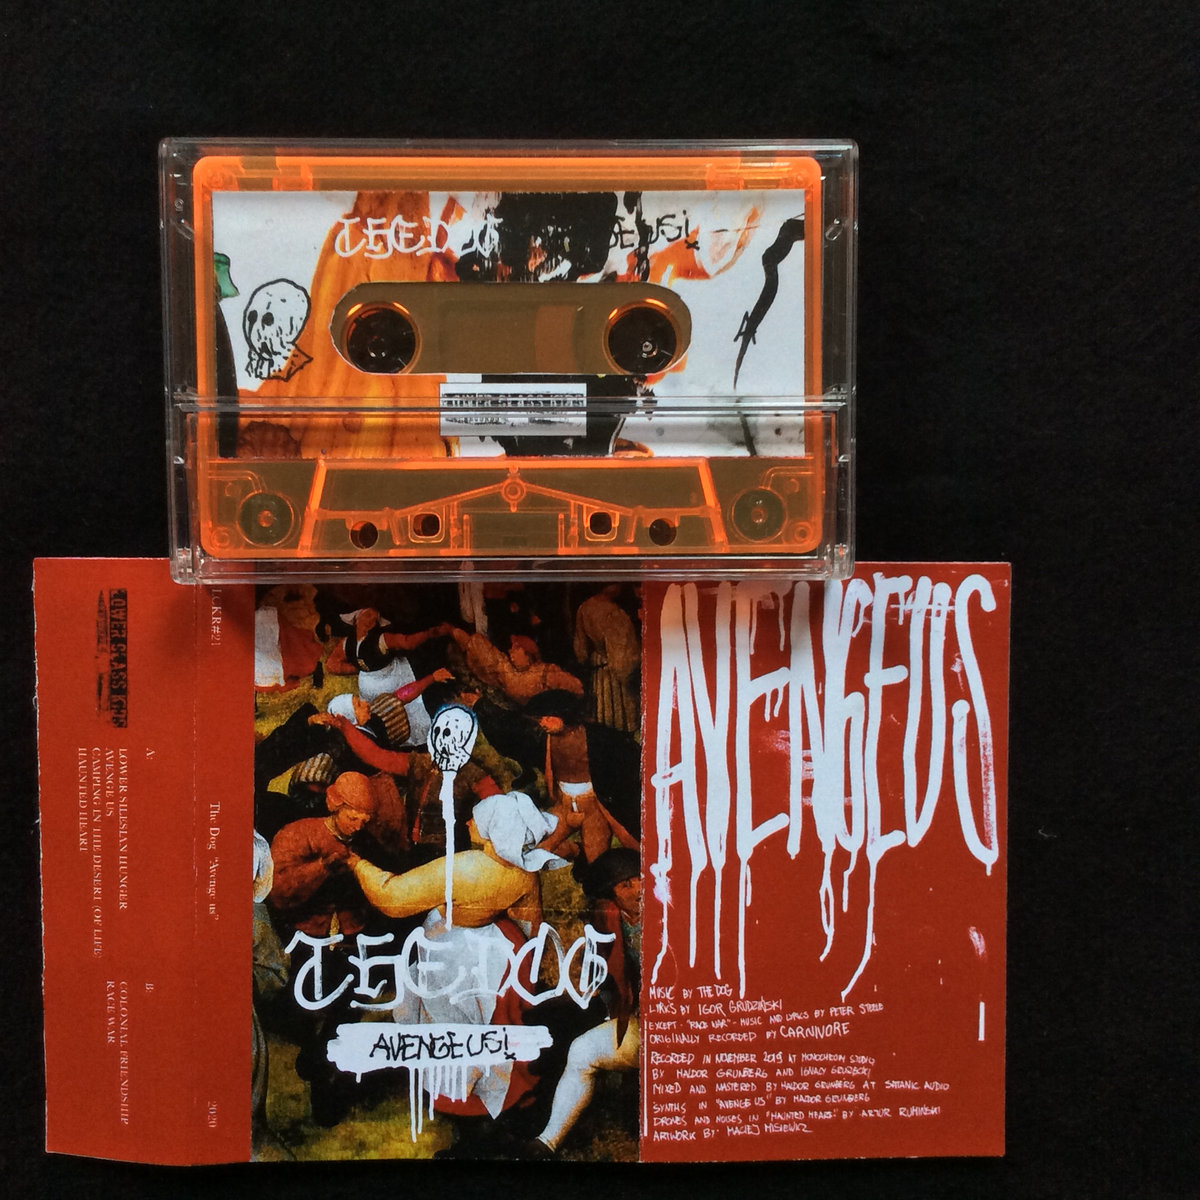 THE DOG
LOWER CLASS KIDS
LOWER CLASS KIDS
A:
LOWER SILESIAN HUNGER
AVENGE US
CAMPING IN THE DESERT (OF LIFE
HAUNTED HEART
B:
COLONIAL FRIENDSHIP
RACE WAR
LCKR#21
The Dog "Avenge us"
2020
THE DOG
AVENGE US!
AVENGE US
MUSIC BY THE DOG
LYRICS BY IGOR GRUDZIŃSKI
EXCEPT - "RACE WAR" - MUSIC AND LYRICS BY PETER STEELE
ORIGINALLY RECORDED BY CARNIVORE
RECORDED IN NOVEMBER 2019 AT MONOCHROM STUDIO
BY HALDOR GRUNBERG AND IGNACY GRUSZECKI
MIXED AND MASTERED BY HALDOR GRUNBERG AT SATANIC AUDIO
SYNTHS IN "AVENGE US" BY HALDOR GRUNBERG
DRONES AND NOISES IN "HAUNTED HEART" BY ARTUR RUMIŃSKI
ARTWORK BY: MACIEJ MISIEWICZ